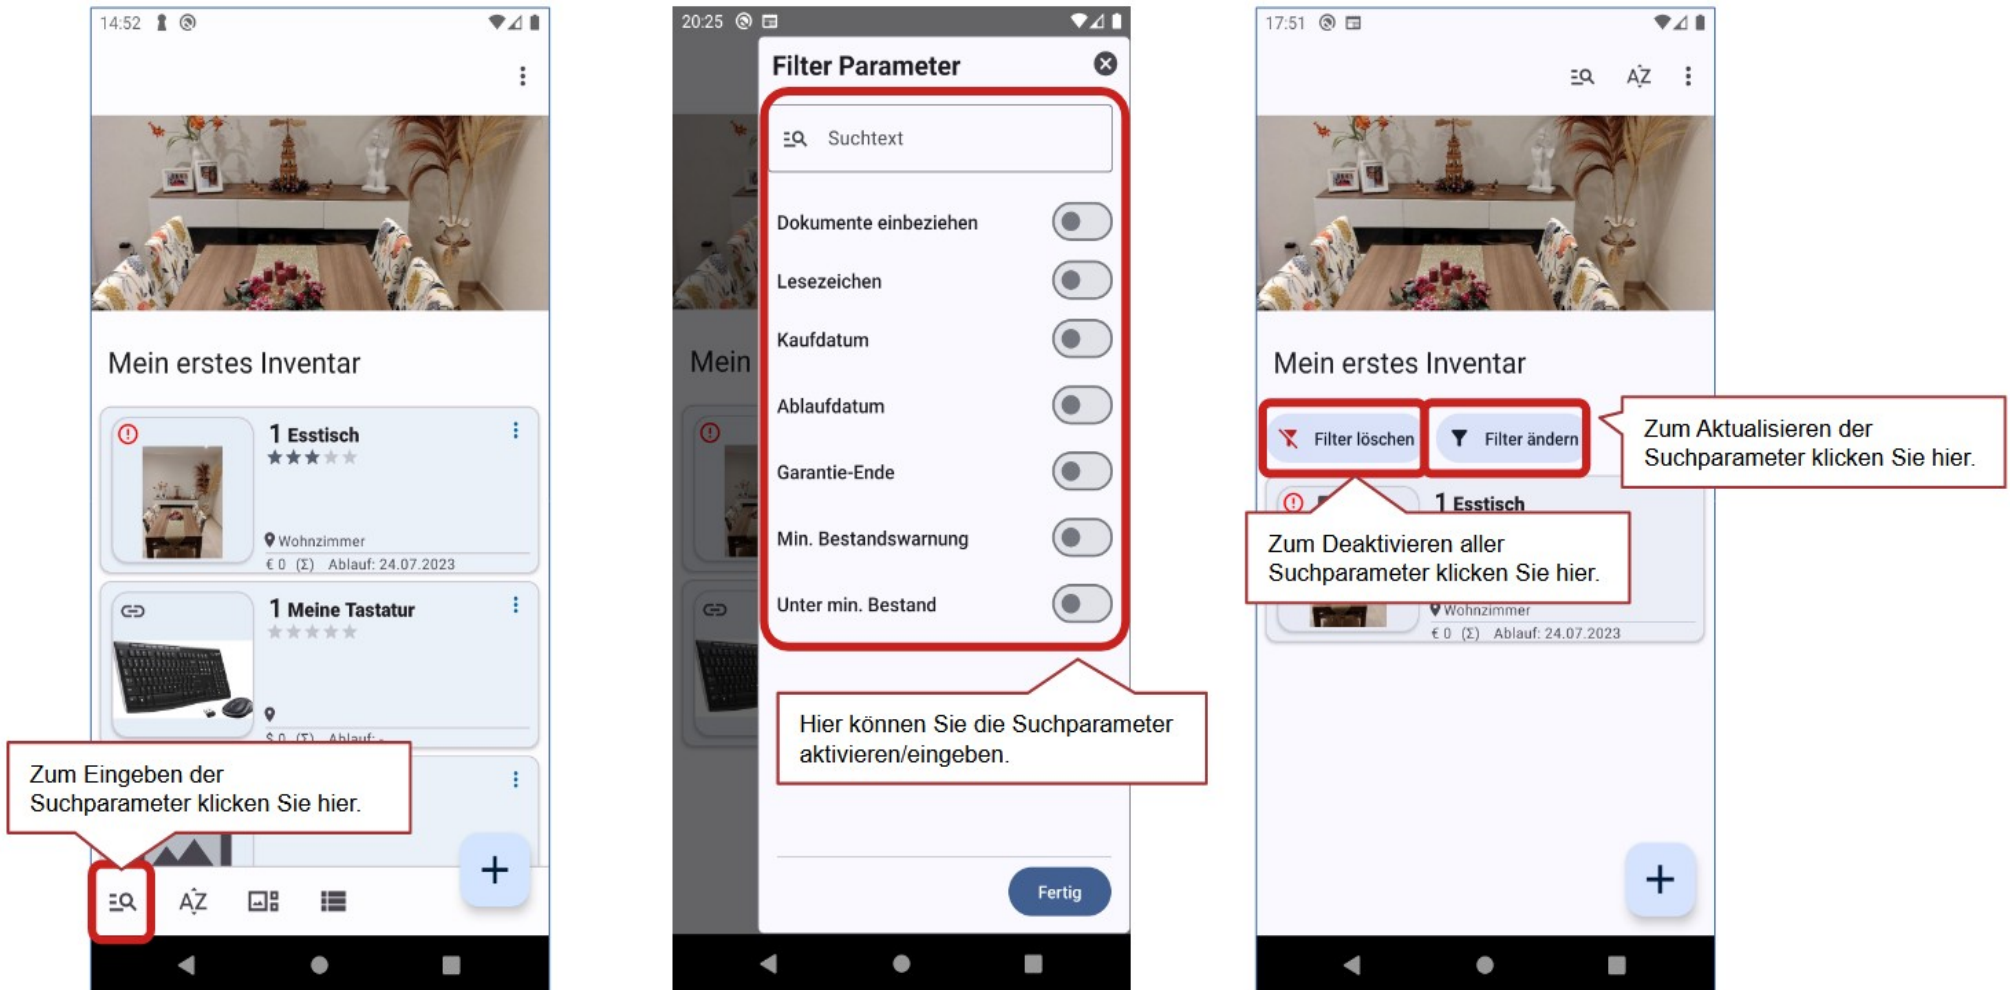 14:52
Mein erstes Inventar
1 Esstisch
Wohnzimmer
€ 0 (Σ) Ablauf: 24.07.2023
1 Meine Tastatur
$ 0 (Σ) Ablauf: -
Zum Eingeben der
Suchparameter klicken Sie hier.
AZ
20:25
Filter Parameter
Suchtext
Dokumente einbeziehen
Lesezeichen
Kaufdatum
Mein
Ablaufdatum
Garantie-Ende
Min. Bestandswarnung
Unter min. Bestand
Hier können Sie die Suchparameter
aktivieren/eingeben.
Fertig
17:51
AZ
Mein erstes Inventar
Filter löschen
Filter ändern
Zum Aktualisieren der
Suchparameter klicken Sie hier.
1 Esstisch
Zum Deaktivieren aller
Suchparameter klicken Sie hier.
Wohnzimmer
€ 0 (Σ) Ablauf: 24.07.2023